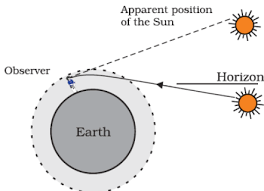 Apparent position
of the Sun
Observer
Horizon
Earth